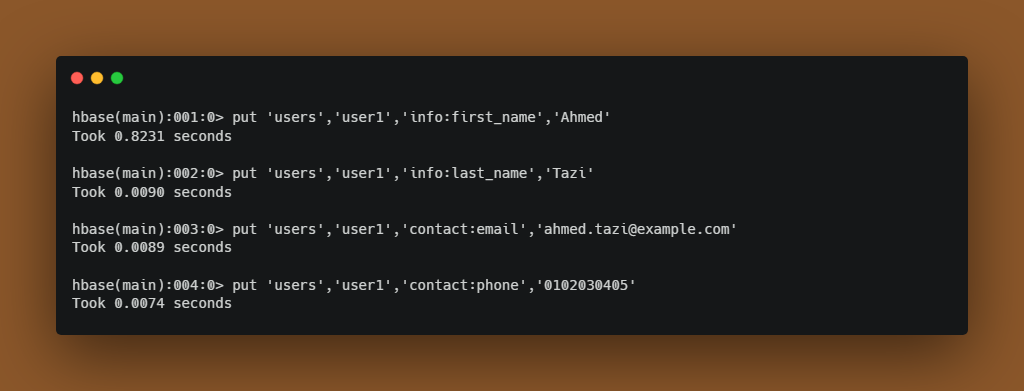 hbase(main):001:0> put 'users','user1','info:first_name','Ahmed'
Took 0.8231 seconds
hbase(main):002:0> put 'users','user1','info:last_name','Tazi'
Took 0.0090 seconds
hbase(main):003:0> put 'users','user1','contact:email','ahmed.tazi@example.com'
Took 0.0089 seconds
hbase(main):004:0> put 'users','user1','contact:phone','0102030405'
Took 0.0074 seconds